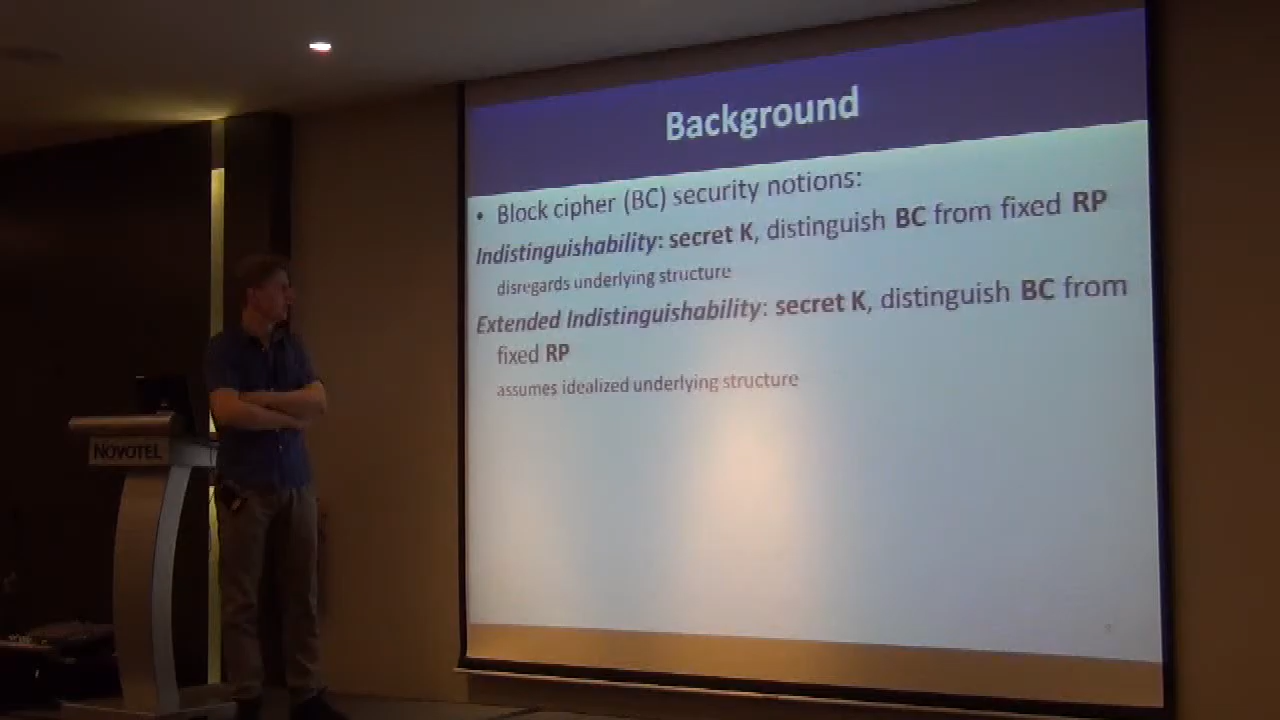 Background
• Block cipher (BC) security notions:
Indistinguishability: secret K, distinguish BC from fixed RP
disregards underlying structure
Extended Indistinguishability: secret K, distinguish BC from
fixed RP
assumes idealized underlying structure
NOVOTEL